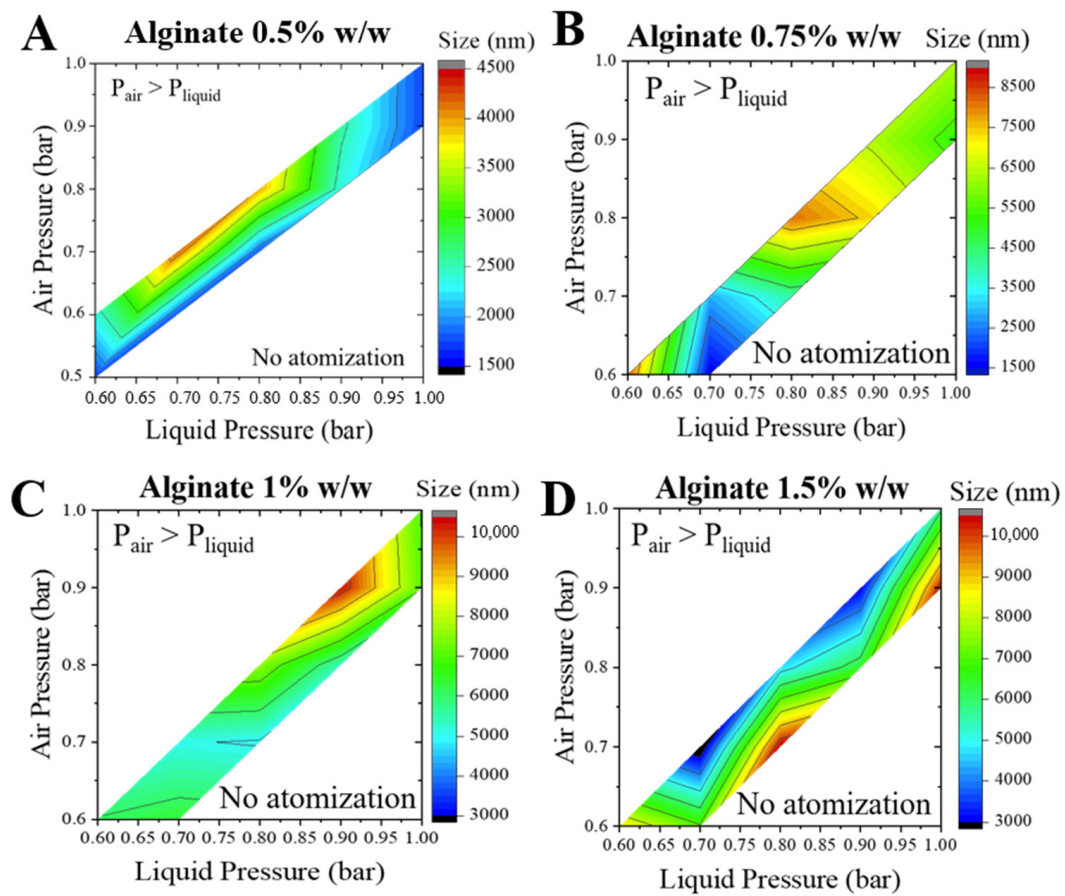 A
Alginate 0.5% w/w
Size (nm)
P_air > P_liquid
No atomization
Air Pressure (bar)
1.0
0.9
0.8
0.7
0.6
0.5
0.60 0.65 0.70 0.75 0.80 0.85 0.90 0.95 1.00
Liquid Pressure (bar)
4500
4000
3500
3000
2500
2000
1500
B
Alginate 0.75% w/w
Size (nm)
P_air > P_liquid
No atomization
Air Pressure (bar)
1.0
0.9
0.8
0.7
0.6
0.60 0.65 0.70 0.75 0.80 0.85 0.90 0.95 1.00
Liquid Pressure (bar)
8500
7500
6500
5500
4500
3500
2500
1500
C
Alginate 1% w/w
Size (nm)
P_air > P_liquid
No atomization
Air Pressure (bar)
1.0
0.9
0.8
0.7
0.6
0.60 0.65 0.70 0.75 0.80 0.85 0.90 0.95 1.00
Liquid Pressure (bar)
10,000
9000
8000
7000
6000
5000
4000
3000
D
Alginate 1.5% w/w
Size (nm)
P_air > P_liquid
No atomization
Air Pressure (bar)
1.0
0.9
0.8
0.7
0.6
0.60 0.65 0.70 0.75 0.80 0.85 0.90 0.95 1.00
Liquid Pressure (bar)
10,000
9000
8000
7000
6000
5000
4000
3000